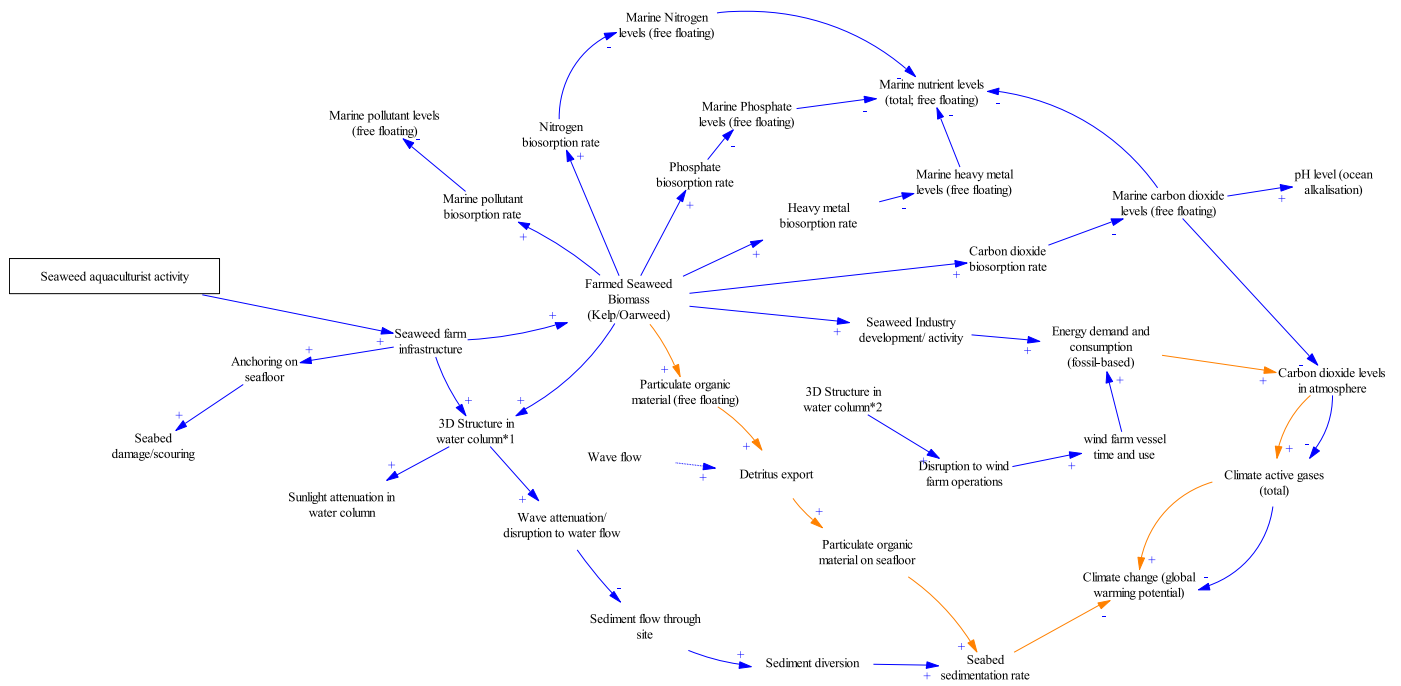 Marine Nitrogen
levels (free floating)
-
-
Marine nutrient levels
(total; free floating)
-
-
-
Marine Phosphate
levels (free floating)
-
Marine pollutant levels
(free floating)
-
Nitrogen
biosorption rate
+
Phosphate
biosorption rate
+
Marine heavy metal
levels (free floating)
-
pH level (ocean
alkalisation)
+
Marine pollutant
biosorption rate
+
Heavy metal
biosorption rate
+
Marine carbon dioxide
levels (free floating)
-
Carbon dioxide
biosorption rate
+
Seaweed aquaculturist activity
Farmed Seaweed
Biomass
(Kelp/Oarweed)
+
Seaweed farm
infrastructure
+
Seaweed Industry
development/ activity
+
Energy demand and
consumption
(fossil-based)
+
+
Anchoring on
seafloor
+
Carbon dioxide levels
in atmosphere
-
+
Particulate organic
material (free floating)
+
3D Structure in
water column*2
3D Structure in
water column*1
+
+
Seabed
damage/scouring
+
wind farm vessel
time and use
+
Wave flow
+
Detritus export
+
Disruption to wind
farm operations
+
Climate active gases
(total)
+
-
Sunlight attenuation in
water column
+
Wave attenuation/
disruption to water flow
+
Particulate organic
material on seafloor
+
Climate change (global
warming potential)
+
-
-
Sediment flow through
site
-
Sediment diversion
+
Seabed
sedimentation rate
+
+